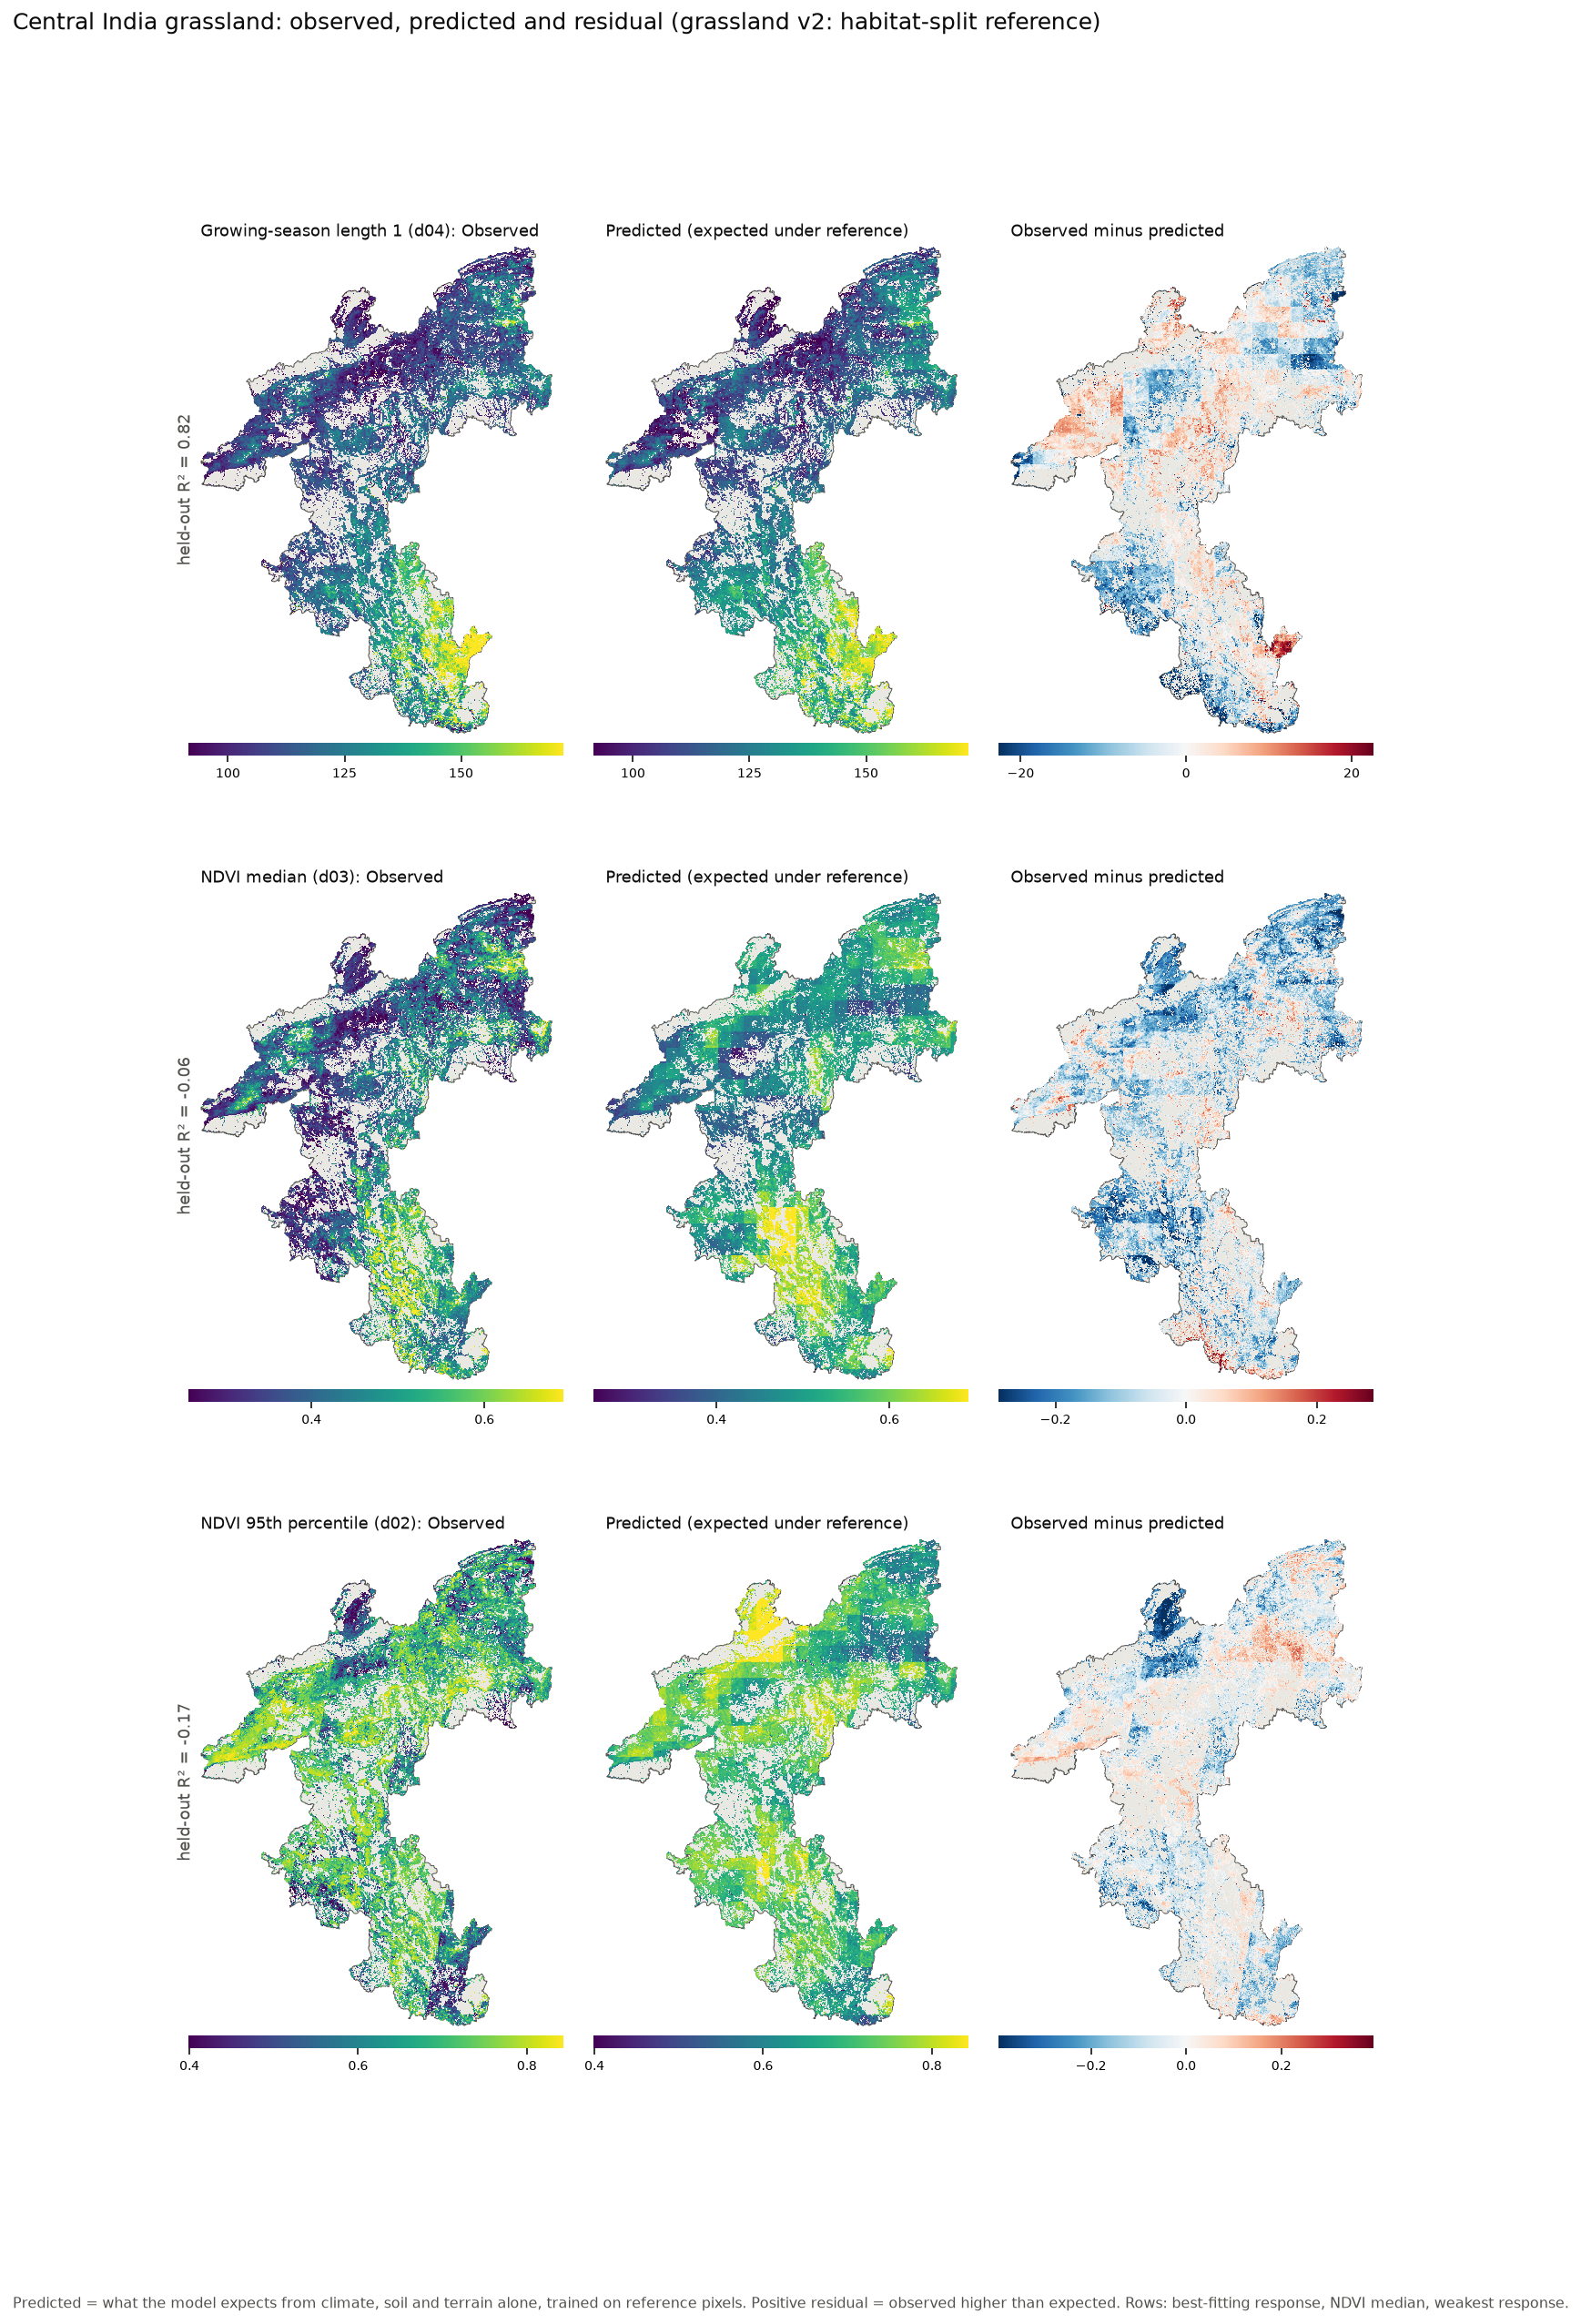 Central India grassland: observed, predicted and residual (grassland v2: habitat-split reference)
Growing-season length 1 (d04): Observed
Predicted (expected under reference)
Observed minus predicted
held-out R² = 0.82
100 125 150
100 125 150
−20 0 20
NDVI median (d03): Observed
Predicted (expected under reference)
Observed minus predicted
held-out R² = -0.06
0.4 0.6
0.4 0.6
−0.2 0.0 0.2
NDVI 95th percentile (d02): Observed
Predicted (expected under reference)
Observed minus predicted
held-out R² = -0.17
0.4 0.6 0.8
0.4 0.6 0.8
−0.2 0.0 0.2
Predicted = what the model expects from climate, soil and terrain alone, trained on reference pixels. Positive residual = observed higher than expected. Rows: best-fitting response, NDVI median, weakest response.